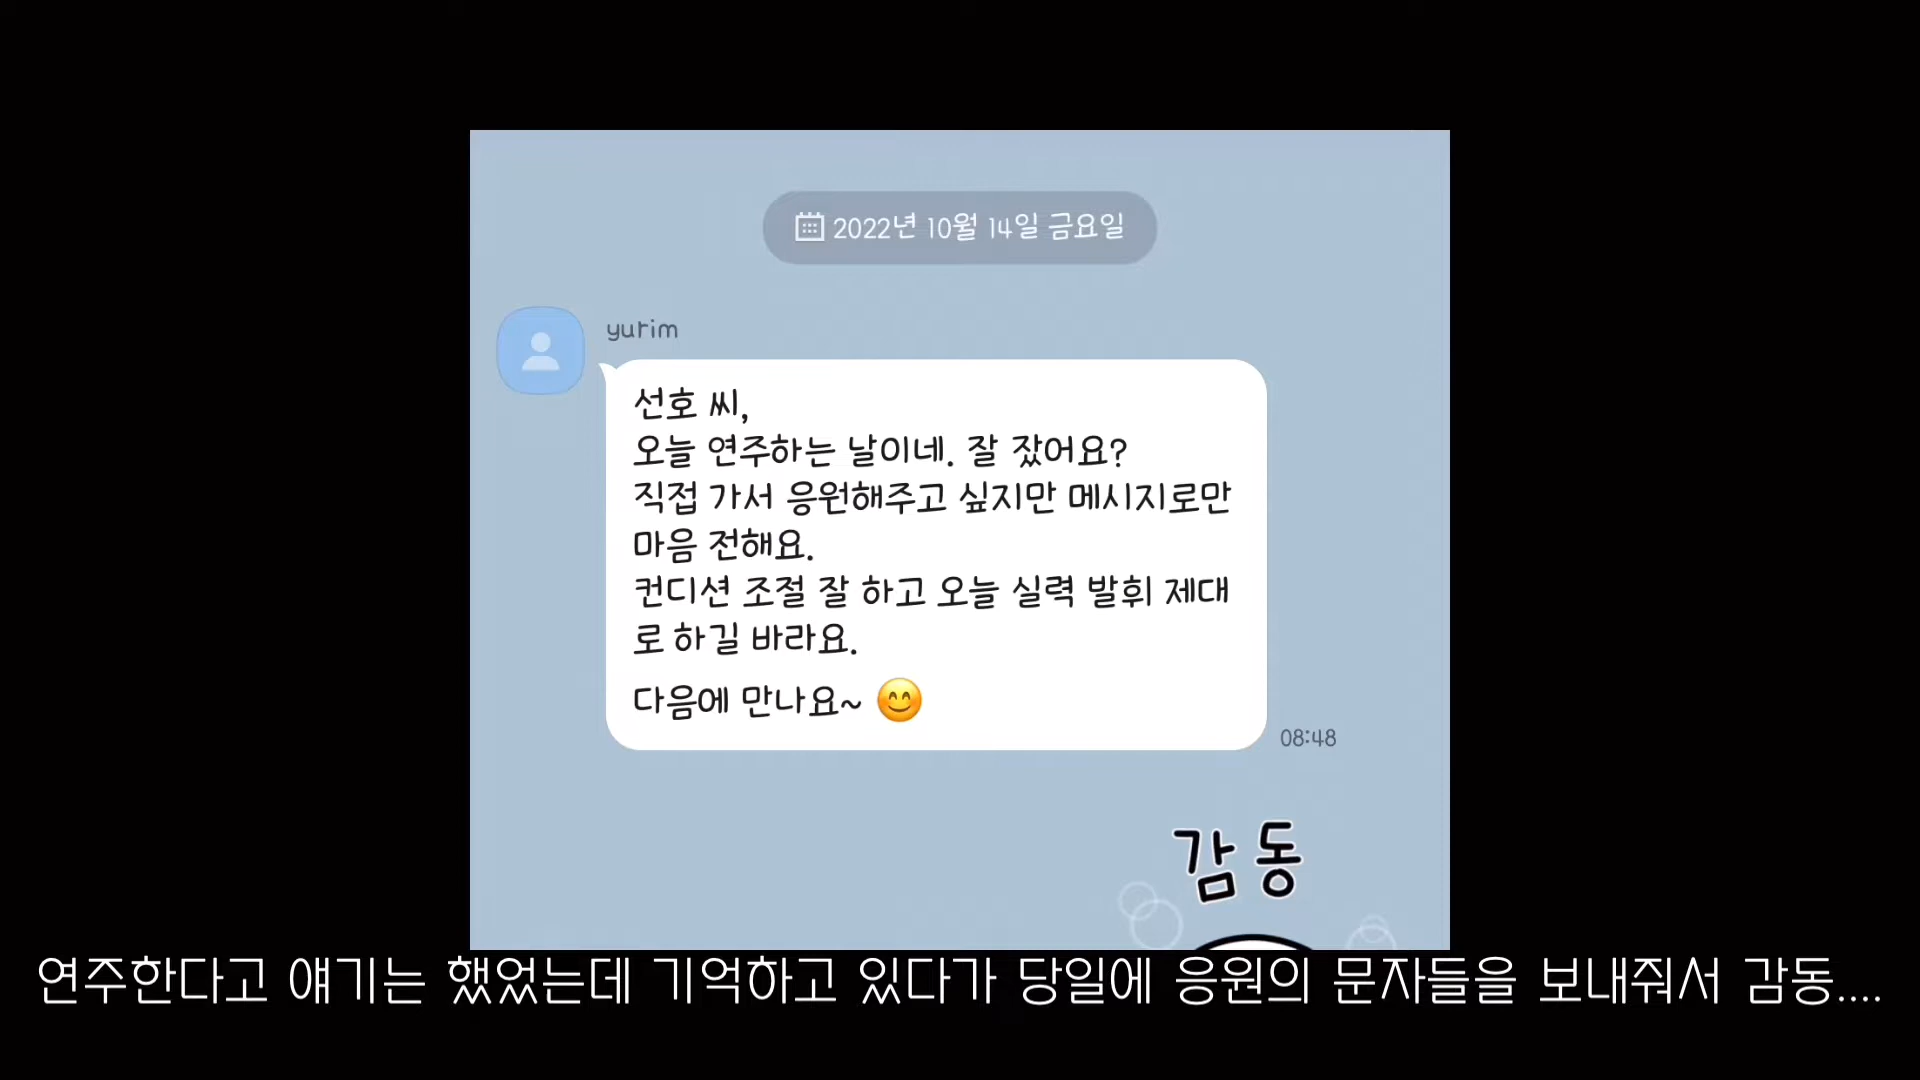 2022년 10월 14일 금요일
yurim
선호 씨,
오늘 연주하는 날이네. 잘 잤어요?
직접 가서 응원해주고 싶지만 메시지로만
마음 전해요.
컨디션 조절 잘 하고 오늘 실력 발휘 제대
로 하길 바라요.
다음에 만나요~ 😊
08:48
감동
연주한다고 얘기는 했었는데 기억하고 있다가 당일에 응원의 문자들을 보내줘서 감동....